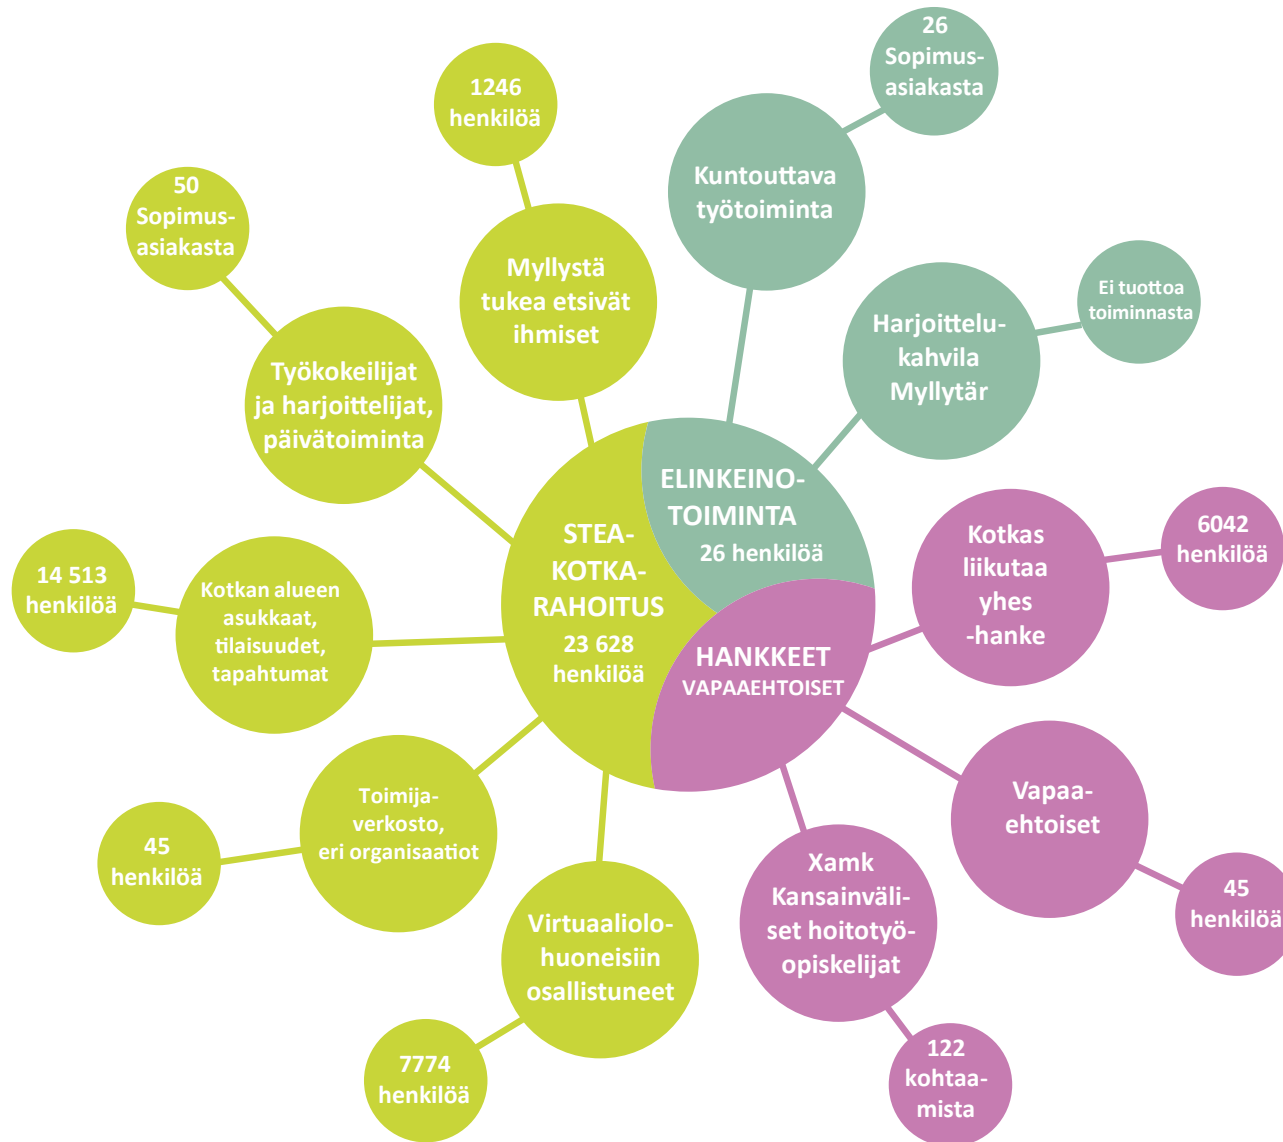 26
Sopimus-
asiakasta
Kuntouttava
työtoiminta
Ei tuottoa
toiminnasta
Harjoittelu-
kahvila
Myllytär
ELINKEINO-
TOIMINTA
26 henkilöä
1246
henkilöä
Myllystä
tukea etsivät
ihmiset
50
Sopimus-
asiakasta
Työkokeilijat
ja harjoittelijat,
päivätoiminta
STEA-
KOTKA-
RAHOITUS
23 628
henkilöä
14 513
henkilöä
Kotkan alueen
asukkaat,
tilaisuudet,
tapahtumat
45
henkilöä
Toimija-
verkosto,
eri organisaatiot
Virtuaaliolo-
huoneisiin
osallistuneet
7774
henkilöä
HANKKEET
VAPAAEHTOISET
Kotkas
liikutaa
yhes
-hanke
6042
henkilöä
Vapaa-
ehtoiset
45
henkilöä
Xamk
Kansainväli-
set hoitotyö-
opiskelijat
122
kohtaa-
mista